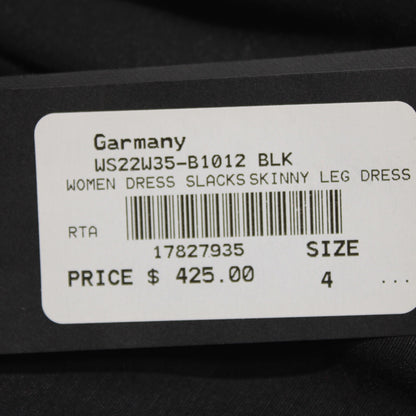 Garmany
WS22W35-B1012 BLK
WOMEN DRESS SLACKS SKINNY LEG DRESS
RTA
17827935 SIZE
PRICE $ 425.00 4 ...